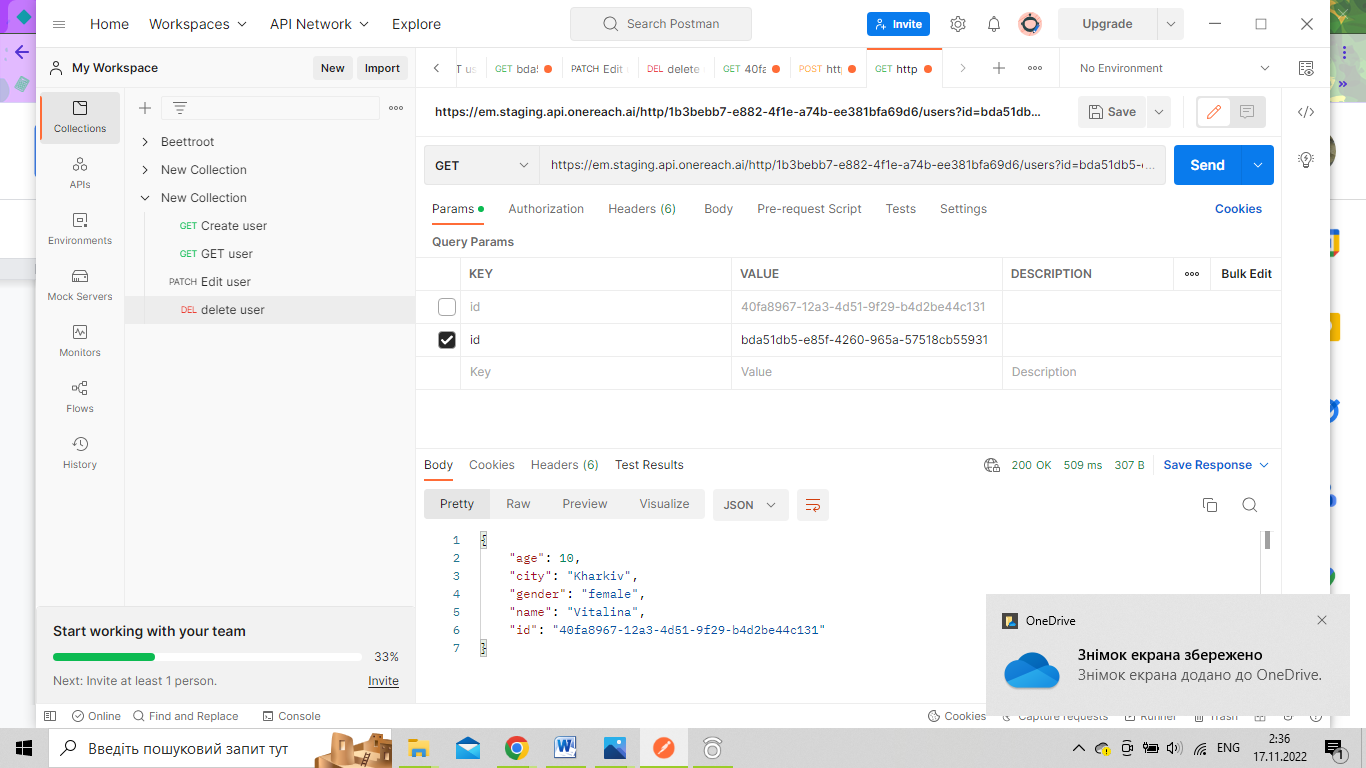 Home Workspaces API Network Explore Search Postman Invite Upgrade
My Workspace New Import GET bda PATCH Edit DEL delete GET 40fa POST htt GET http No Environment
Collections
APIs
Environments
Mock Servers
Monitors
Flows
History
Beettroot
New Collection
New Collection
GET Create user
GET GET user
PATCH Edit user
DEL delete user
https://em.staging.api.onereach.ai/http/1b3bebb7-e882-4f1e-a74b-ee381bfa69d6/users?id=bda51db... Save
GET https://em.staging.api.onereach.ai/http/1b3bebb7-e882-4f1e-a74b-ee381bfa69d6/users?id=bda51db5-e... Send
Params Authorization Headers (6) Body Pre-request Script Tests Settings Cookies
Query Params
KEY VALUE DESCRIPTION Bulk Edit
id 40fa8967-12a3-4d51-9f29-b4d2be44c131
id bda51db5-e85f-4260-965a-57518cb55931
Key Value Description
Body Cookies Headers (6) Test Results 200 OK 509 ms 307 B Save Response
Pretty Raw Preview Visualize JSON
1 {
2 "age": 10,
3 "city": "Kharkiv",
4 "gender": "female",
5 "name": "Vitalina",
6 "id": "40fa8967-12a3-4d51-9f29-b4d2be44c131"
7 }
Start working with your team
33%
Next: Invite at least 1 person. Invite
OneDrive
Знімок екрана збережено
Знімок екрана додано до OneDrive.
Online Find and Replace Console Cookies Capture requests Runner Trash
Введіть пошуковий запит тут ENG 2:36
17.11.2022
1